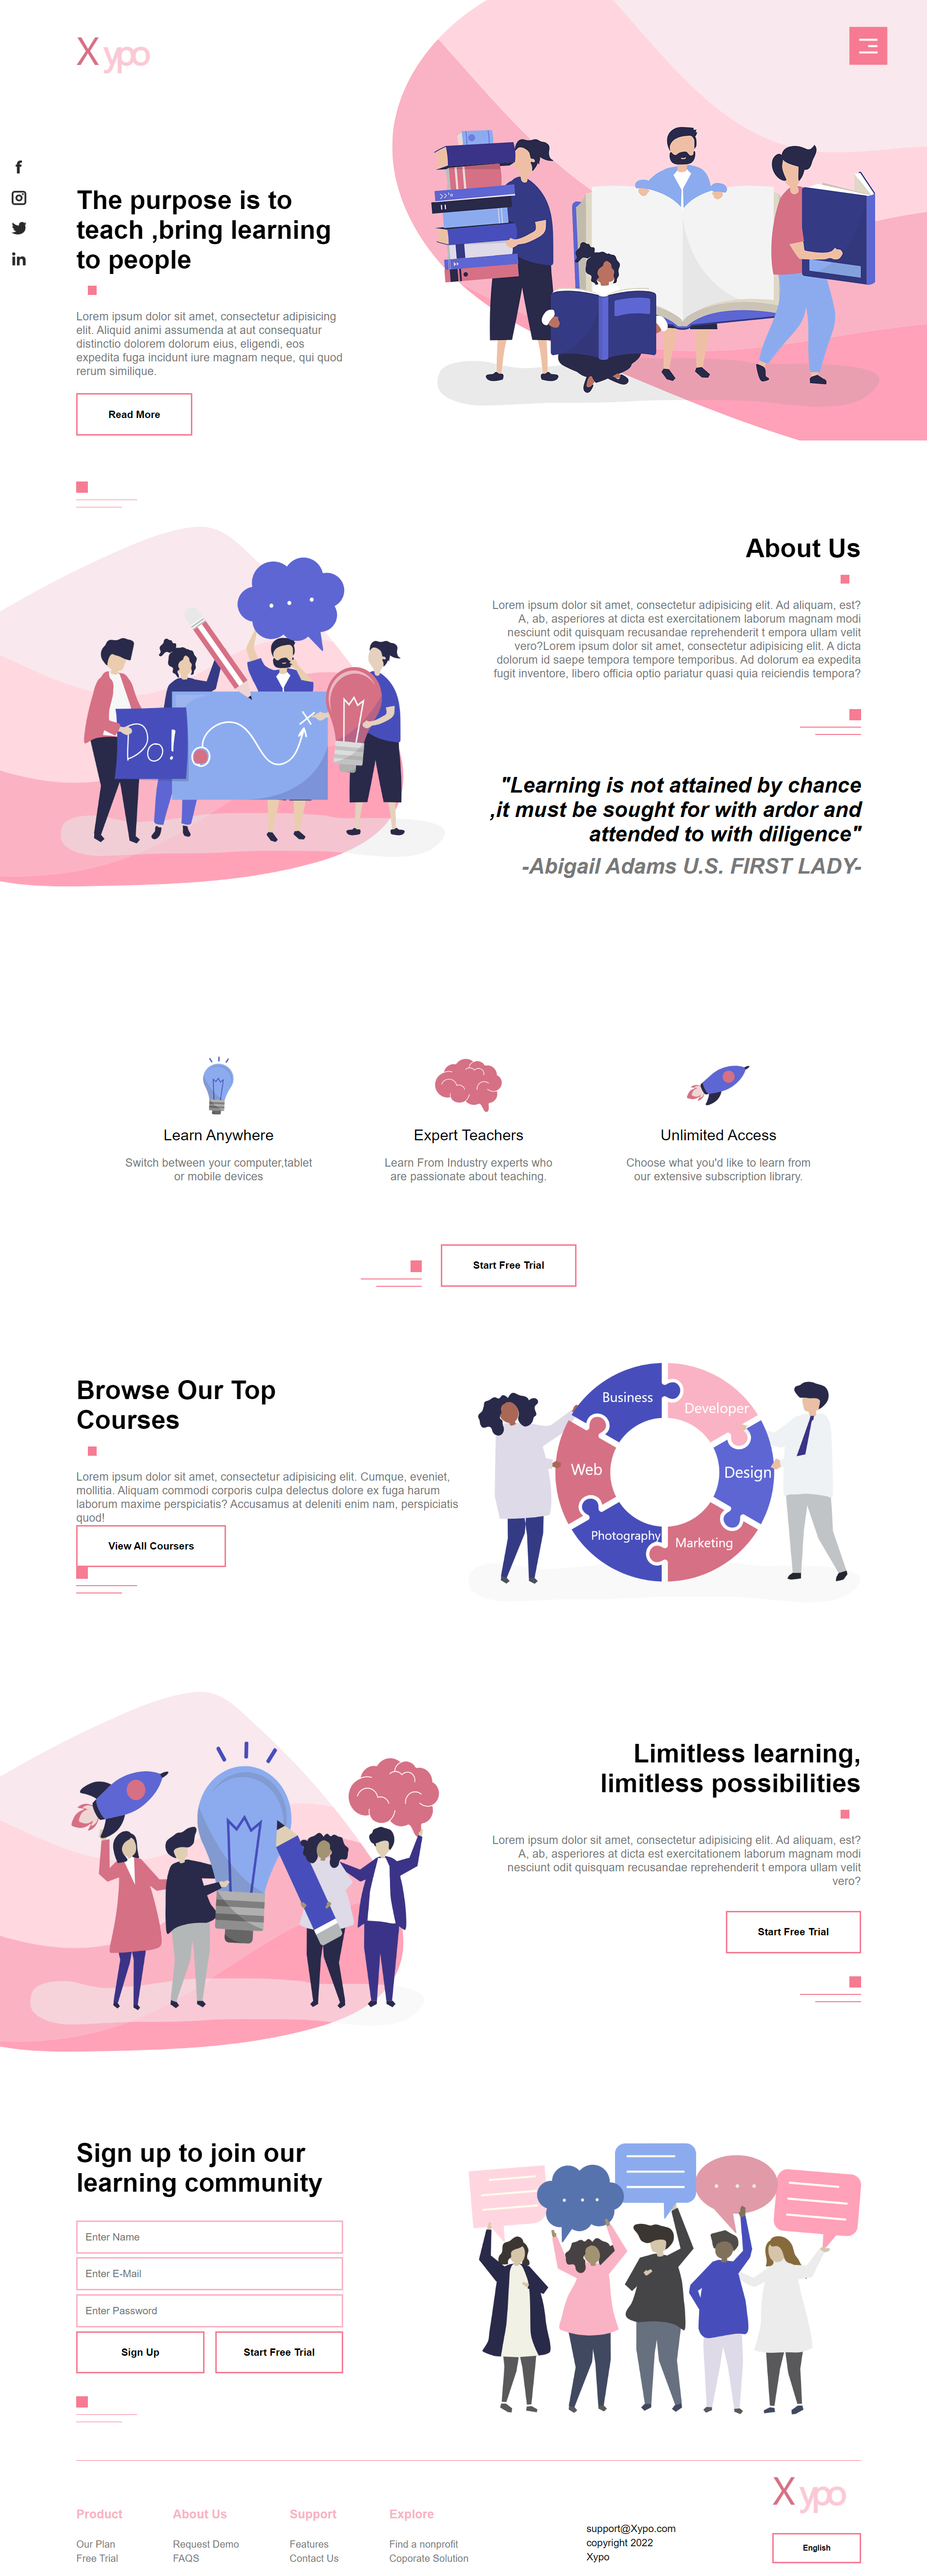 X ypo
The purpose is to
teach ,bring learning
to people
Lorem ipsum dolor sit amet, consectetur adipisicing
elit. Aliquid animi assumenda at aut consequatur
distinctio dolorem dolorum eius, eligendi, eos
expedita fuga incidunt iure magnam neque, qui quod
rerum similique.
Read More
About Us
Lorem ipsum dolor sit amet, consectetur adipisicing elit. Ad aliquam, est?
A, ab, asperiores at dicta est exercitationem laborum magnam modi
nesciunt odit quisquam recusandae reprehenderit t empora ullam velit
vero?Lorem ipsum dolor sit amet, consectetur adipisicing elit. A dicta
dolorum id saepe tempora tempore temporibus. Ad dolorum ea expedita
fugit inventore, libero officia optio pariatur quasi quia reiciendis tempora?
Do!
"Learning is not attained by chance
,it must be sought for with ardor and
attended to with diligence"
-Abigail Adams U.S. FIRST LADY-
Learn Anywhere
Switch between your computer,tablet
or mobile devices
Expert Teachers
Learn From Industry experts who
are passionate about teaching.
Unlimited Access
Choose what you'd like to learn from
our extensive subscription library.
Start Free Trial
Browse Our Top
Courses
Lorem ipsum dolor sit amet, consectetur adipisicing elit. Cumque, eveniet,
mollitia. Aliquam commodi corporis culpa delectus dolore ex fuga harum
laborum maxime perspiciatis? Accusamus at deleniti enim nam, perspiciatis
quod!
View All Coursers
Business
Developer
Web
Design
Photography
Marketing
Limitless learning,
limitless possibilities
Lorem ipsum dolor sit amet, consectetur adipisicing elit. Ad aliquam, est?
A, ab, asperiores at dicta est exercitationem laborum magnam modi
nesciunt odit quisquam recusandae reprehenderit t empora ullam velit
vero?
Start Free Trial
Sign up to join our
learning community
Enter Name
Enter E-Mail
Enter Password
Sign Up
Start Free Trial
Product
Our Plan
Free Trial
About Us
Request Demo
FAQS
Support
Features
Contact Us
Explore
Find a nonprofit
Coporate Solution
support@Xypo.com
copyright 2022
Xypo
X ypo
English